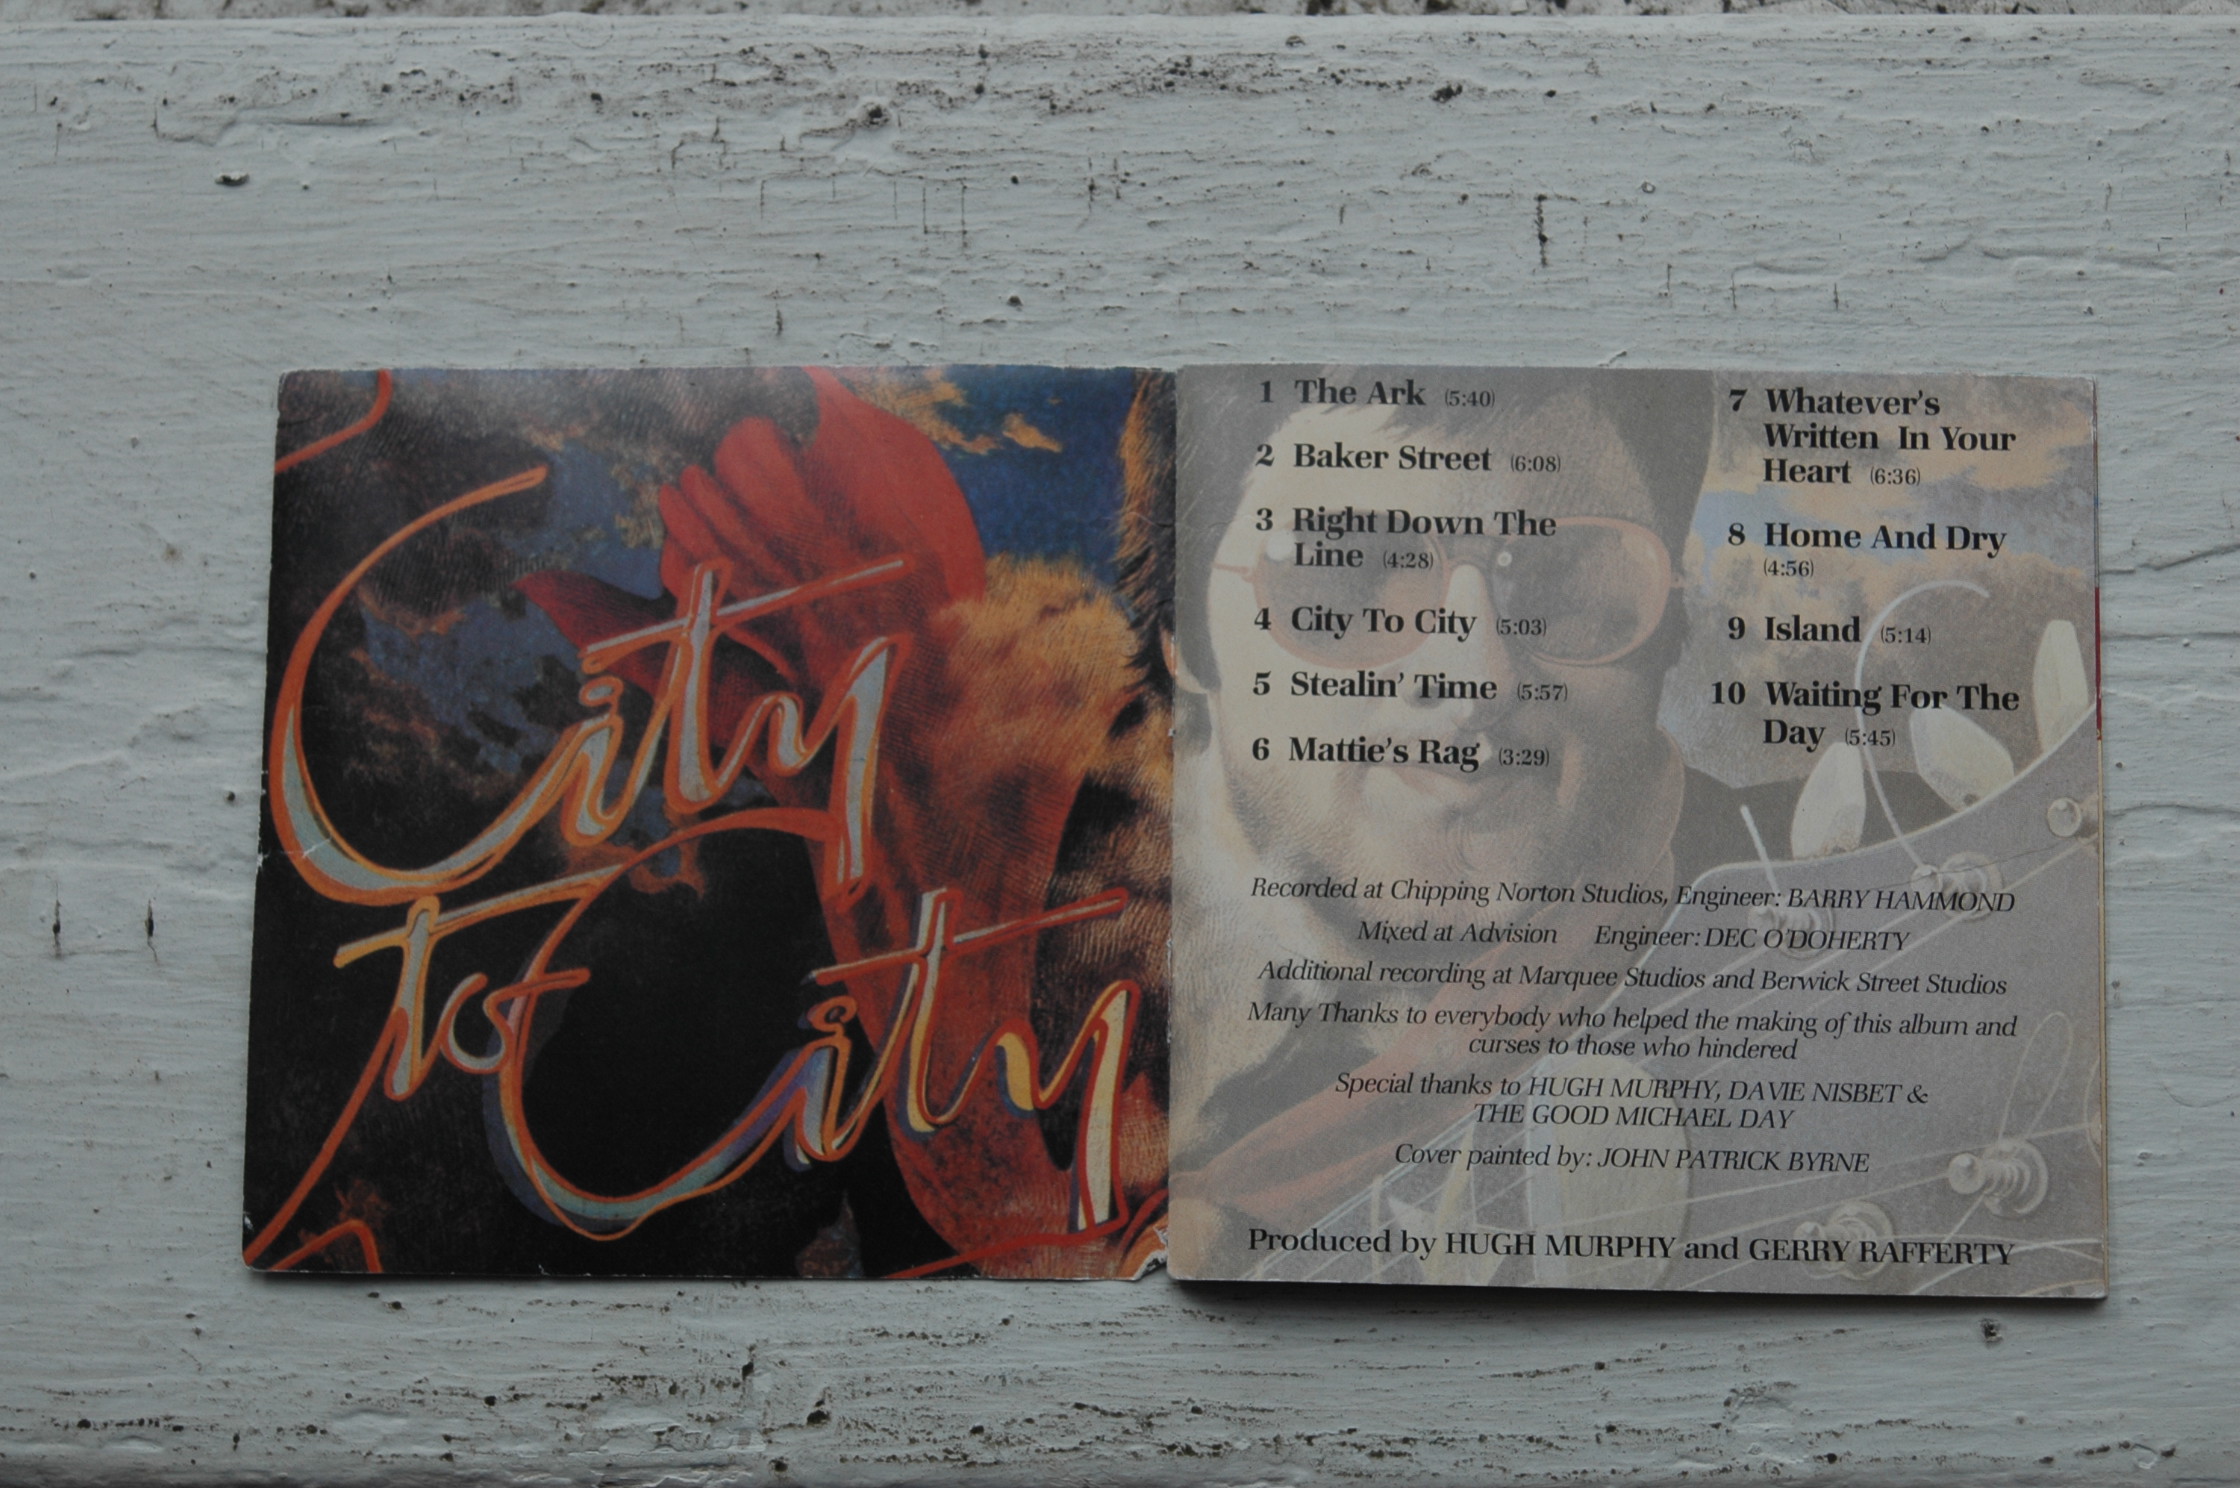 City
to City
1 The Ark (5:40)
2 Baker Street (6:08)
3 Right Down The
Line (4:28)
4 City To City (5:03)
5 Stealin' Time (5:57)
6 Mattie's Rag (3:29)
7 Whatever's
Written In Your
Heart (6:36)
8 Home And Dry
(4:56)
9 Island (5:14)
10 Waiting For The
Day (5:45)
Recorded at Chipping Norton Studios, Engineer: BARRY HAMMOND
Mixed at Advision Engineer: DEC O'DOHERTY
Additional recording at Marquee Studios and Berwick Street Studios
Many Thanks to everybody who helped the making of this album and
curses to those who hindered
Special thanks to HUGH MURPHY, DAVIE NISBET &
THE GOOD MICHAEL DAY
Cover painted by: JOHN PATRICK BYRNE
Produced by HUGH MURPHY and GERRY RAFFERTY